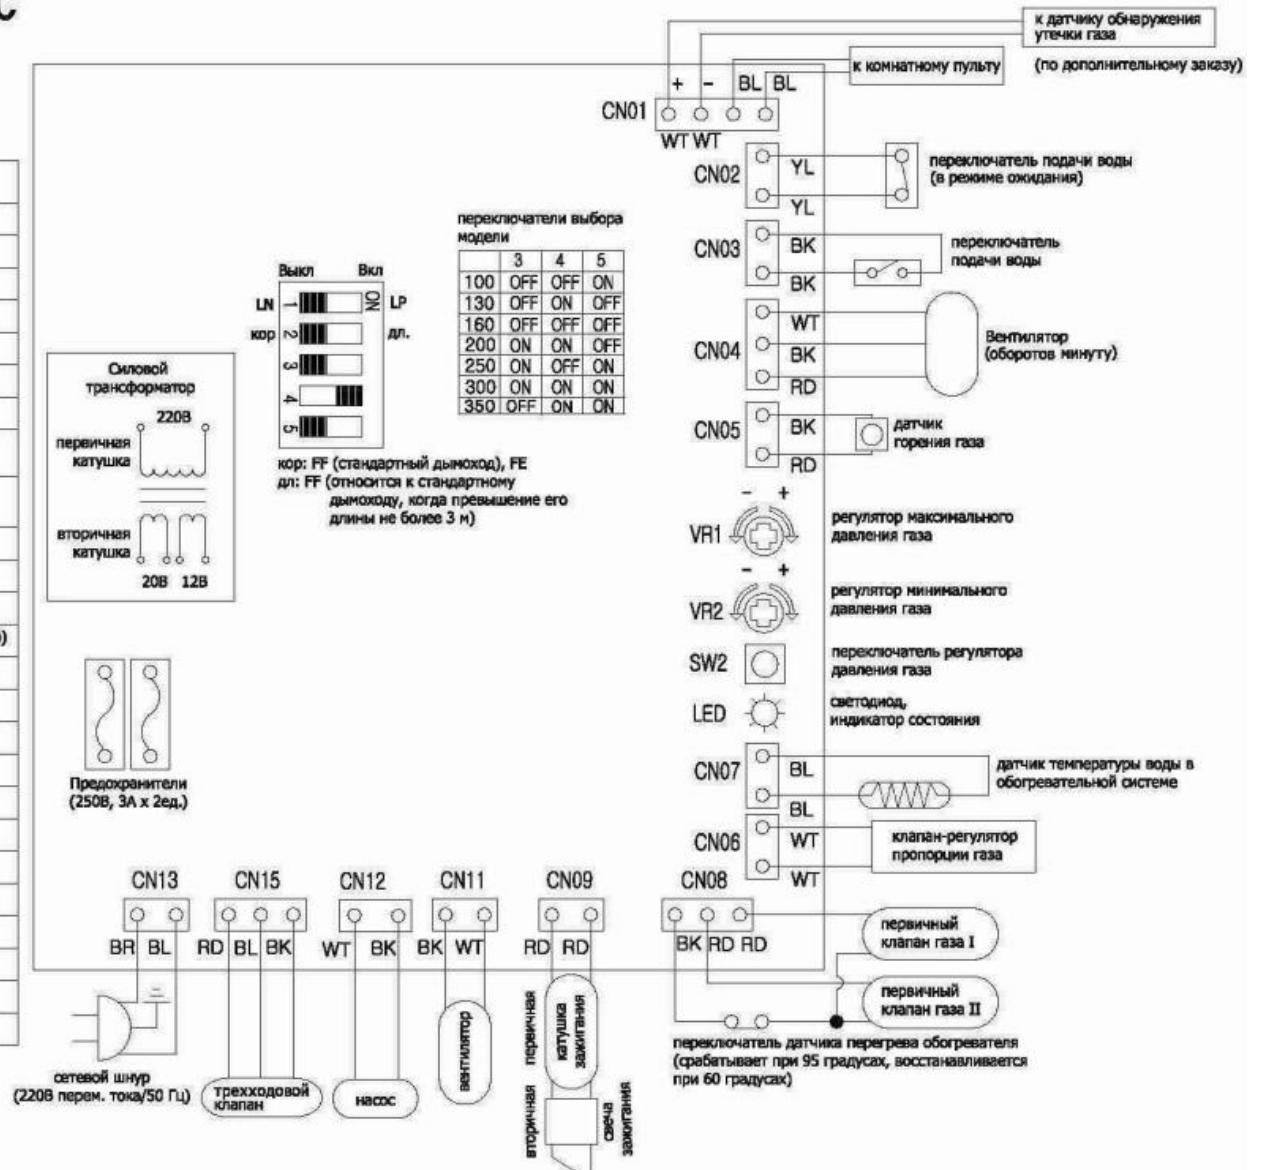 к датчику обнаружения
утечки газа
(по дополнительному заказу)
к комнатному пульту
+ - BL BL
CN01
WT WT
CN02
YL
YL
переключатель подачи воды
(в режиме ожидания)
CN03
BK
BK
переключатель
подачи воды
CN04
WT
BK
RD
Вентилятор
(оборотов минуту)
CN05
BK
RD
датчик
горения газа
- +
VR1
регулятор максимального
давления газа
- +
VR2
регулятор минимального
давления газа
SW2
переключатель регулятора
давления газа
LED
светодиод,
индикатор состояния
CN07
BL
BL
датчик температуры воды в
обогревательной системе
CN06
WT
WT
клапан-регулятор
пропорции газа
переключатели выбора
модели
3 4 5
100 OFF OFF ON
130 OFF ON OFF
160 OFF OFF OFF
200 ON ON OFF
250 ON OFF ON
300 ON ON ON
350 OFF ON ON
Выкл Вкл
LN 1 ON LP
кор 2 дл.
3
4
5
кор: FF (стандартный дымоход), FE
дл: FF (относится к стандартному
дымоходу, когда превышение его
длины не более 3 м)
Силовой
трансформатор
220В
первичная
катушка
вторичная
катушка
20В 12В
Предохранители
(250В, 3А х 2ед.)
CN13
BR BL
сетевой шнур
(220В перем. тока/50 Гц)
CN15
RD BL BK
трехходовой
клапан
CN12
WT BK
насос
CN11
BK WT
вентилятор
CN09
RD RD
первичная
катушка
зажигания
вторичная
свеча
зажигания
CN08
BK RD RD
первичный
клапан газа I
первичный
клапан газа II
переключатель датчика перегрева обогревателя
(срабатывает при 95 градусах, восстанавливается
при 60 градусах)